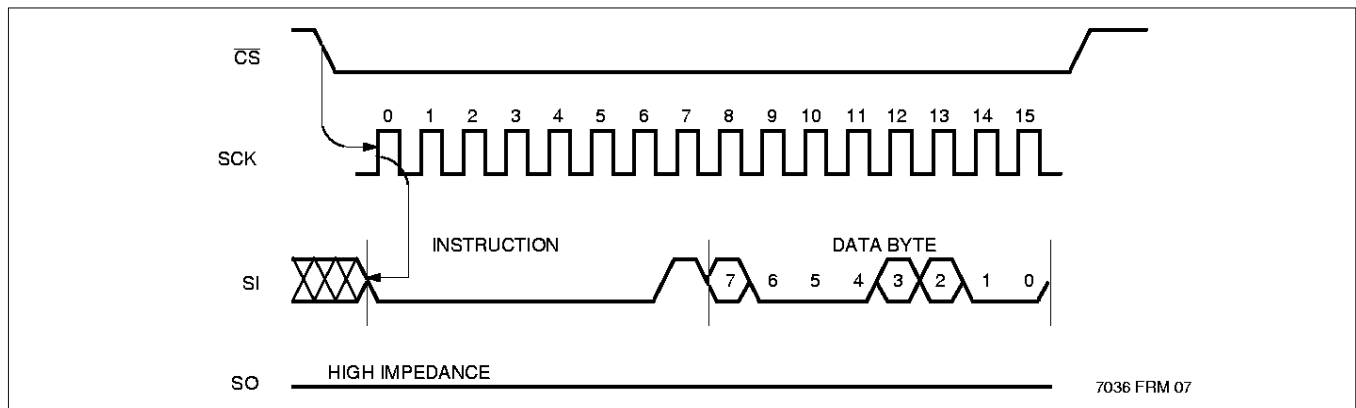 CS
0 1 2 3 4 5 6 7 8 9 10 11 12 13 14 15
SCK
INSTRUCTION DATA BYTE
SI 7 6 5 4 3 2 1 0
HIGH IMPEDANCE
SO
7036 FRM 07